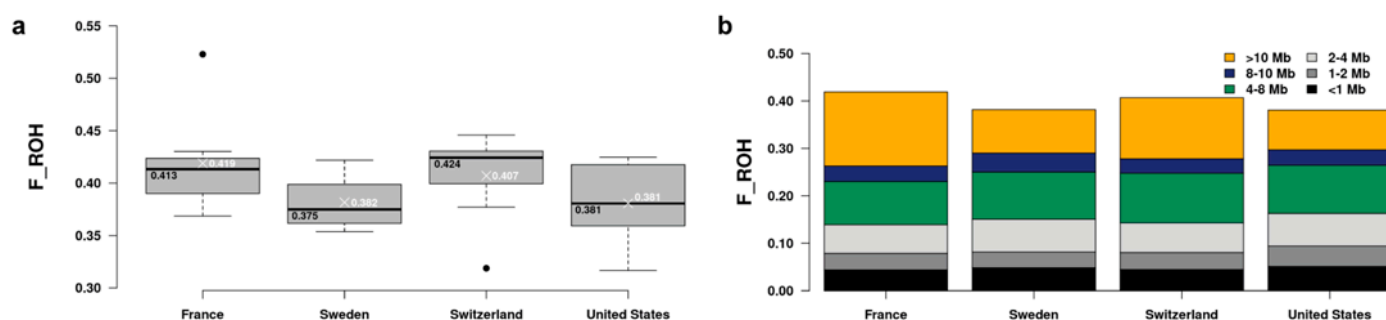 a
F_ROH
0.55
0.50
0.45
0.40
0.35
0.30
0.419
0.413
0.382
0.375
0.424
0.407
0.381
0.381
France
Sweden
Switzerland
United States
b
F_ROH
0.50
0.40
0.30
0.20
0.10
0.00
>10 Mb
8-10 Mb
4-8 Mb
2-4 Mb
1-2 Mb
<1 Mb
France
Sweden
Switzerland
United States